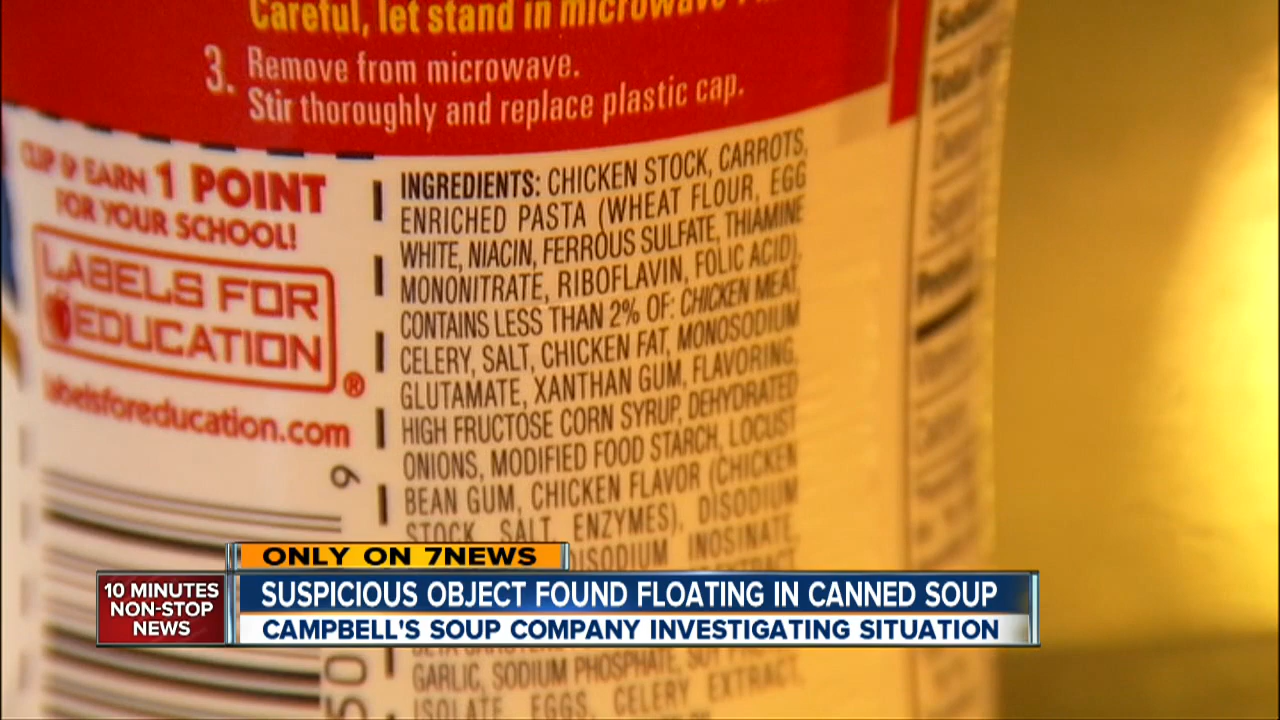 Careful, let stand in microwave
3. Remove from microwave.
Stir thoroughly and replace plastic cap.
CLIP & EARN 1 POINT
FOR YOUR SCHOOL!
LABELS FOR
EDUCATION
®
labelsforeducation.com
6
INGREDIENTS: CHICKEN STOCK, CARROTS,
ENRICHED PASTA (WHEAT FLOUR, EGG
WHITE, NIACIN, FERROUS SULFATE, THIAMINE
MONONITRATE, RIBOFLAVIN, FOLIC ACID),
CONTAINS LESS THAN 2% OF: CHICKEN MEAT,
CELERY, SALT, CHICKEN FAT, MONOSODIUM
GLUTAMATE, XANTHAN GUM, FLAVORING,
HIGH FRUCTOSE CORN SYRUP, DEHYDRATED
ONIONS, MODIFIED FOOD STARCH, LOCUST
BEAN GUM, CHICKEN FLAVOR (CHICKEN
STOCK, SALT, ENZYMES), DISODIUM
DISODIUM INOSINATE,
GARLIC, SODIUM PHOSPHATE, SOY
ISOLATE, EGGS, CELERY EXTRACT,
50
Protein
ONLY ON 7NEWS
10 MINUTES
NON-STOP
NEWS
SUSPICIOUS OBJECT FOUND FLOATING IN CANNED SOUP
CAMPBELL'S SOUP COMPANY INVESTIGATING SITUATION